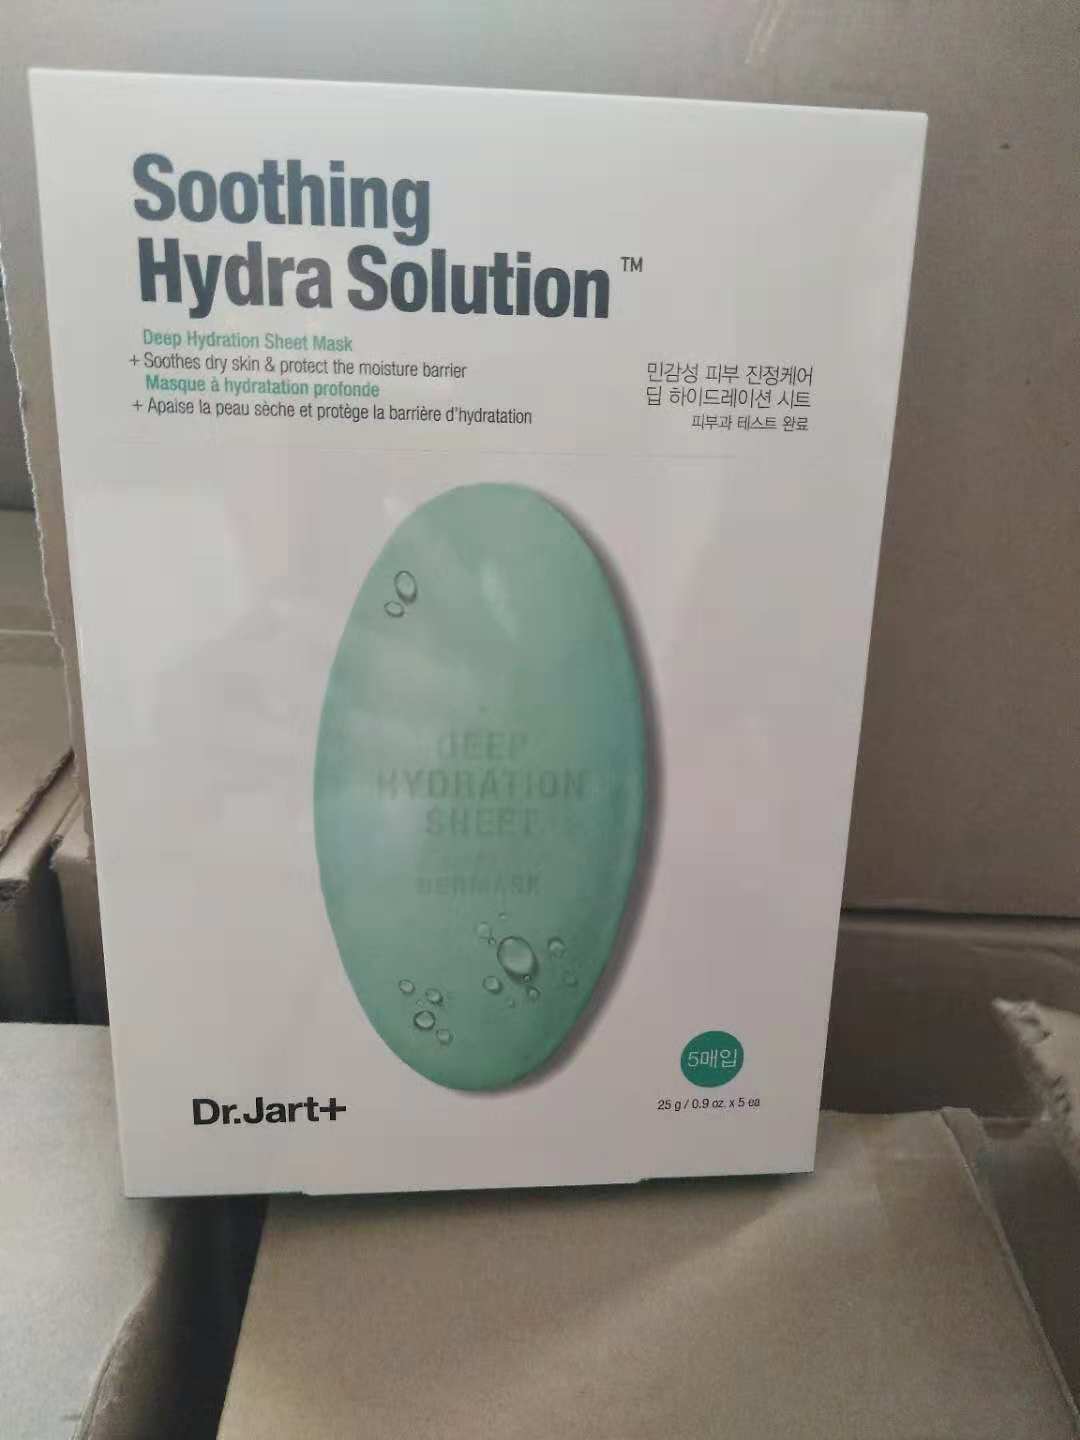 Soothing
Hydra Solution™
Deep Hydration Sheet Mask
+ Soothes dry skin & protect the moisture barrier
Masque à hydratation profonde
+ Apaise la peau sèche et protège la barrière d'hydratation
민감성 피부 진정케어
딥 하이드레이션 시트
피부과 테스트 완료
DEEP
HYDRATION
SHEET
DERMASK
5매입
25 g / 0.9 oz. x 5 ea
Dr.Jart+